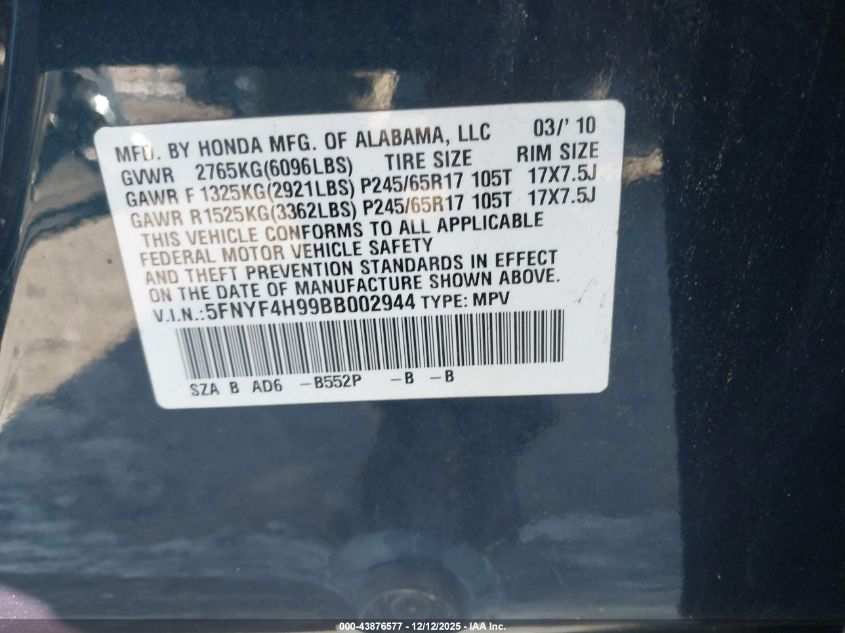 MFD. BY HONDA MFG. OF ALABAMA, LLC 03/' 10
GVWR 2765KG(6096LBS) TIRE SIZE RIM SIZE
GAWR F 1325KG(2921LBS) P245/65R17 105T 17X7.5J
GAWR R1525KG(3362LBS) P245/65R17 105T 17X7.5J
THIS VEHICLE CONFORMS TO ALL APPLICABLE
FEDERAL MOTOR VEHICLE SAFETY
AND THEFT PREVENTION STANDARDS IN EFFECT
ON THE DATE OF MANUFACTURE SHOWN ABOVE.
V.I.N.:5FNYF4H99BB002944 TYPE: MPV
SZA B AD6 -B552P -B -B
000-43876577 - 12/12/2025 - IAA Inc.